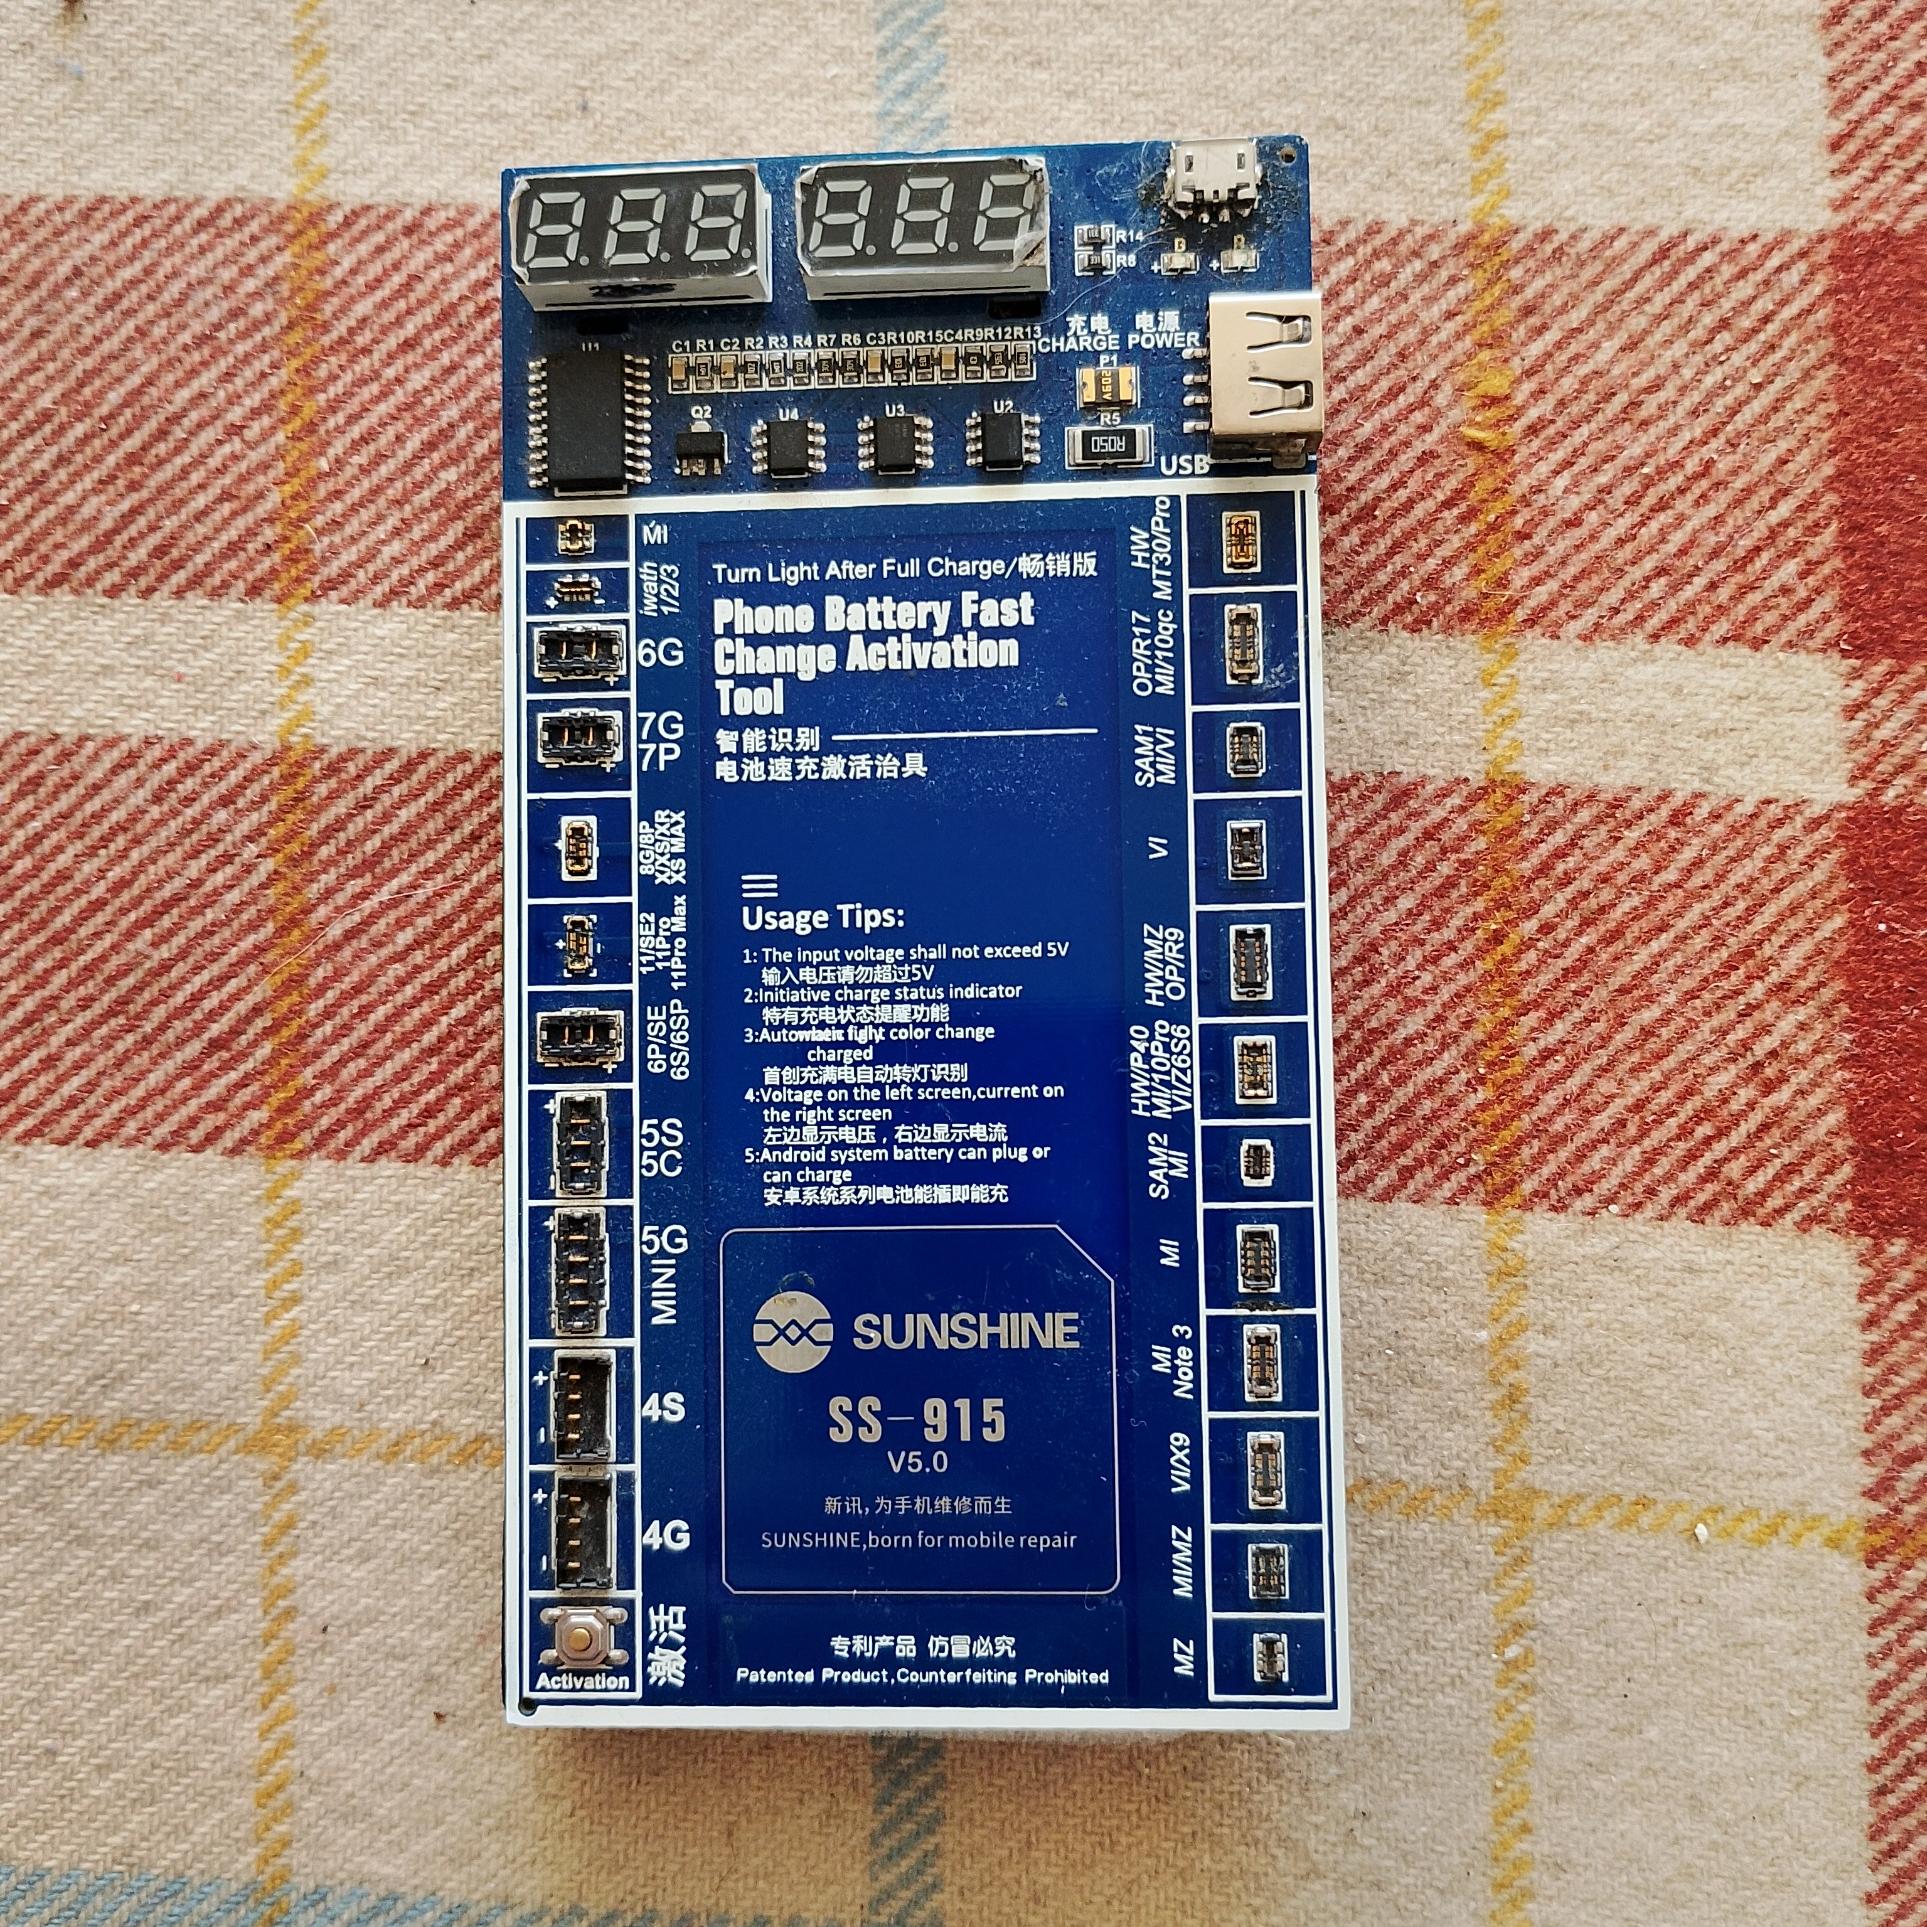 R14
R8
C1 R1 C2 R2 R3 R4 R7 R6 C3R10R15C4R9R12R13
充电 电源
CHARGE POWER
P1
U1
Q2
U4
U3
U2
R5
R050
USB
MI
iwath
1/2/3
6G
7G
7P
8G/8P
X/XS/XR
XS MAX
11/SE2
11Pro
11Pro Max
6P/SE
6S/6SP
5S
5C
5G
MINI
4S
4G
激活
Activation
Turn Light After Full Charge/畅销版
Phone Battery Fast
Change Activation
Tool
智能识别
电池速充激活治具
Usage Tips:
1: The input voltage shall not exceed 5V
输入电压请勿超过5V
2:Initiative charge status indicator
特有充电状态提醒功能
3:Automatic light color change
when fully
charged
首创充满电自动转灯识别
4:Voltage on the left screen,current on
the right screen
左边显示电压，右边显示电流
5:Android system battery can plug or
can charge
安卓系统系列电池能插即能充
SUNSHINE
SS-915
V5.0
新讯,为手机维修而生
SUNSHINE,born for mobile repair
专利产品 仿冒必究
Patented Product,Counterfeiting Prohibited
HW
MT30/Pro
OP/R17
MI/10qc
SAM1
MI/VI
VI
HW/MZ
OP/R9
HW/P40
MI/10Pro
VI/Z6S6
SAM2
MI
MI
MI
Note 3
VI/X9
MI/MZ
MZ